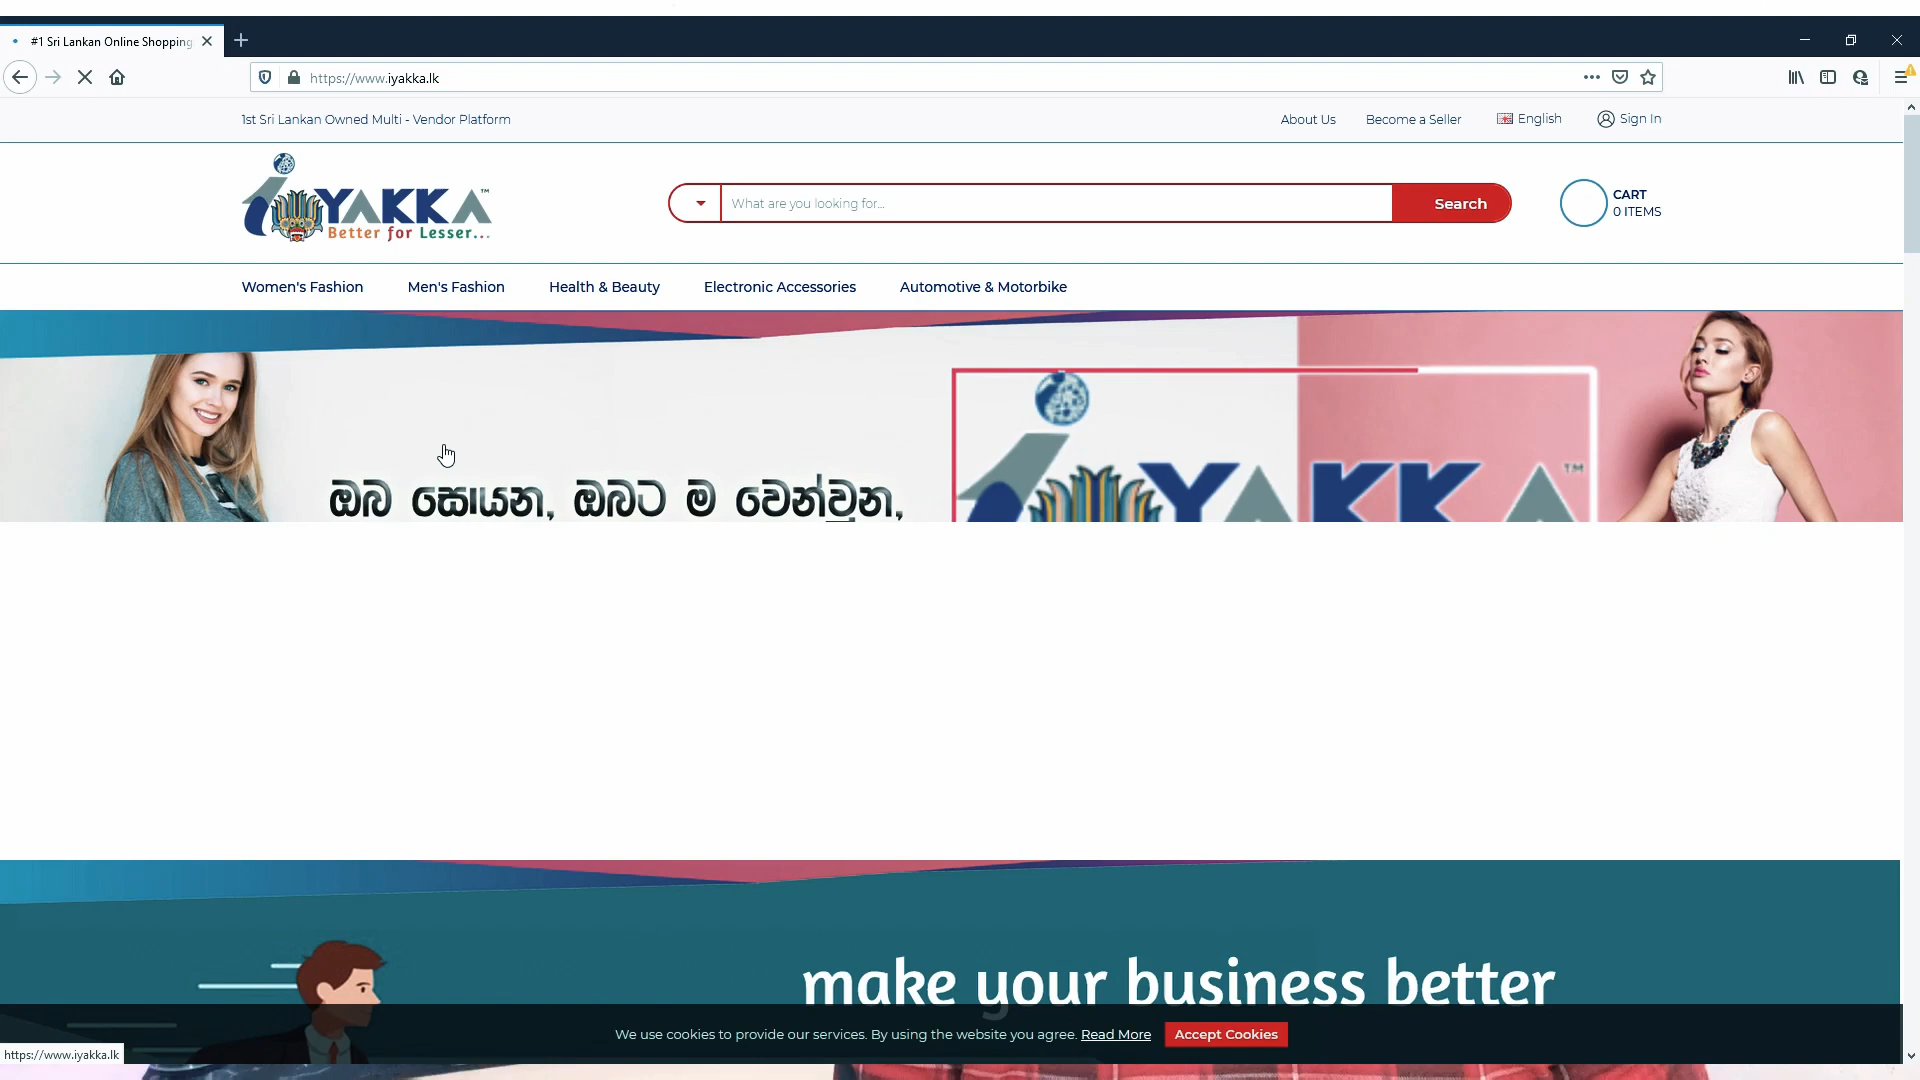 #1 Sri Lankan Online Shopping
https://www.iyakka.lk
1st Sri Lankan Owned Multi - Vendor Platform
About Us
Become a Seller
English
Sign In
iYAKKA™
Better for Lesser...
What are you looking for...
Search
CART
0 ITEMS
Women's Fashion
Men's Fashion
Health & Beauty
Electronic Accessories
Automotive & Motorbike
ඔබ සොයන, ඔබට ම වෙන්වුන,
iYAKKA™
make your business better
We use cookies to provide our services. By using the website you agree. Read More
Accept Cookies
https://www.iyakka.lk